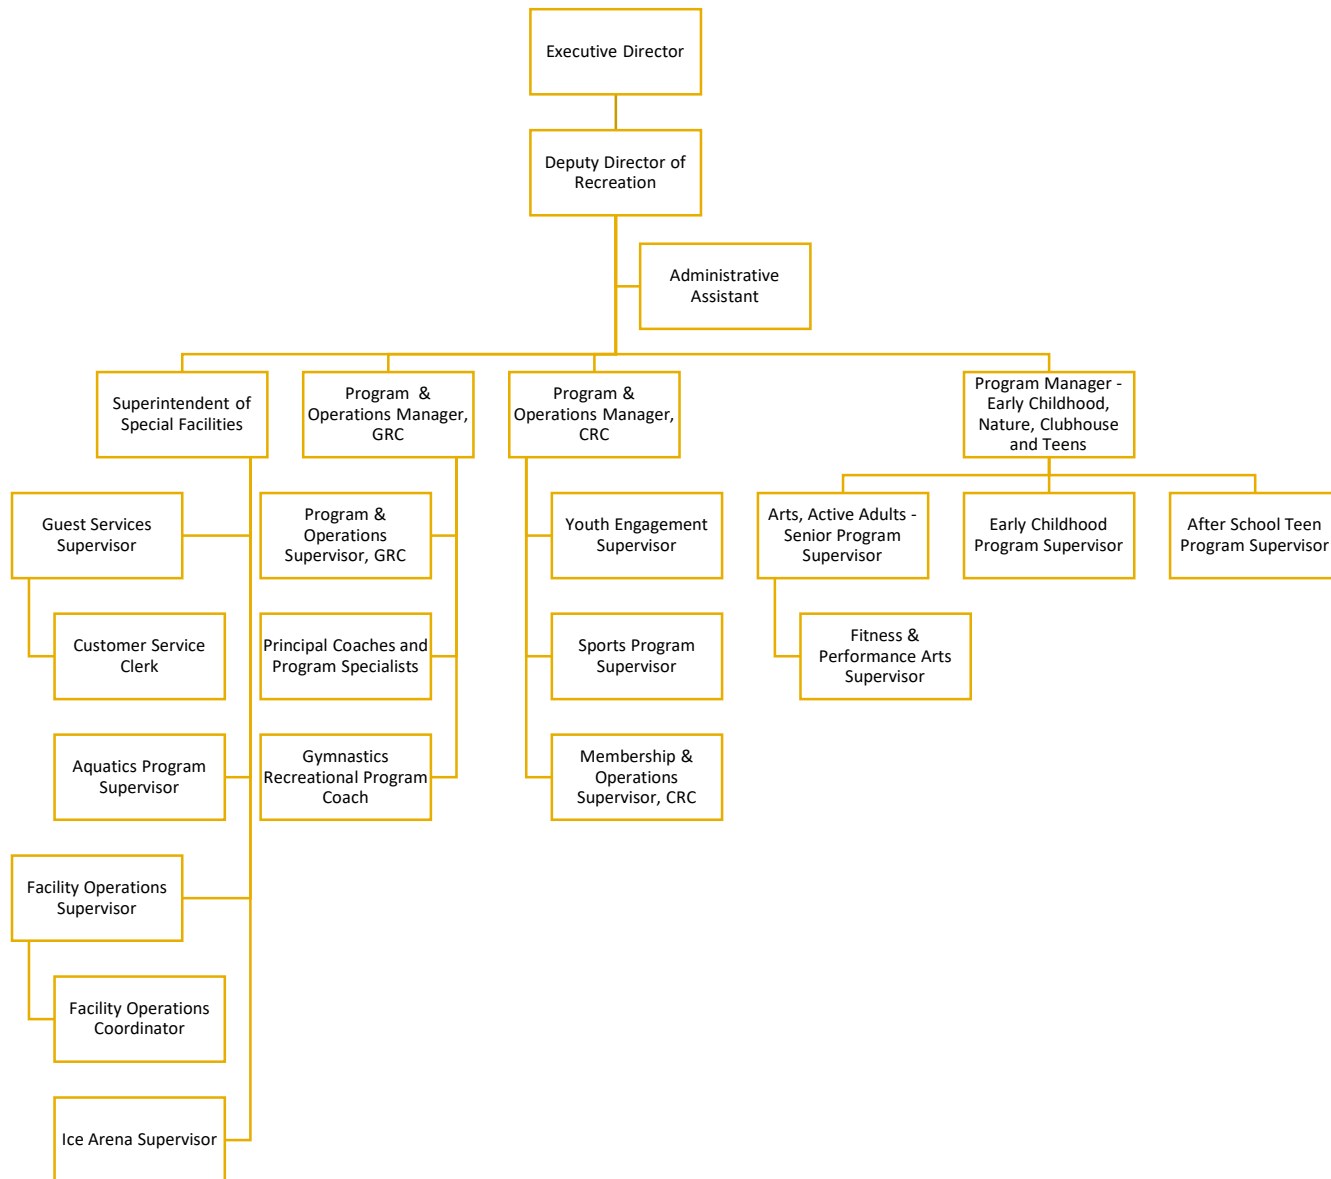 Executive Director
Deputy Director of
Recreation
Administrative
Assistant
Superintendent of
Special Facilities
Program & 
Operations Manager,
GRC
Program &
Operations Manager,
CRC
Program Manager -
Early Childhood,
Nature, Clubhouse
and Teens
Guest Services
Supervisor
Customer Service
Clerk
Aquatics Program
Supervisor
Facility Operations
Supervisor
Facility Operations
Coordinator
Ice Arena Supervisor
Program &
Operations
Supervisor, GRC
Principal Coaches and
Program Specialists
Gymnastics
Recreational Program
Coach
Youth Engagement
Supervisor
Sports Program
Supervisor
Membership &
Operations
Supervisor, CRC
Arts, Active Adults -
Senior Program
Supervisor
Fitness &
Performance Arts
Supervisor
Early Childhood
Program Supervisor
After School Teen
Program Supervisor